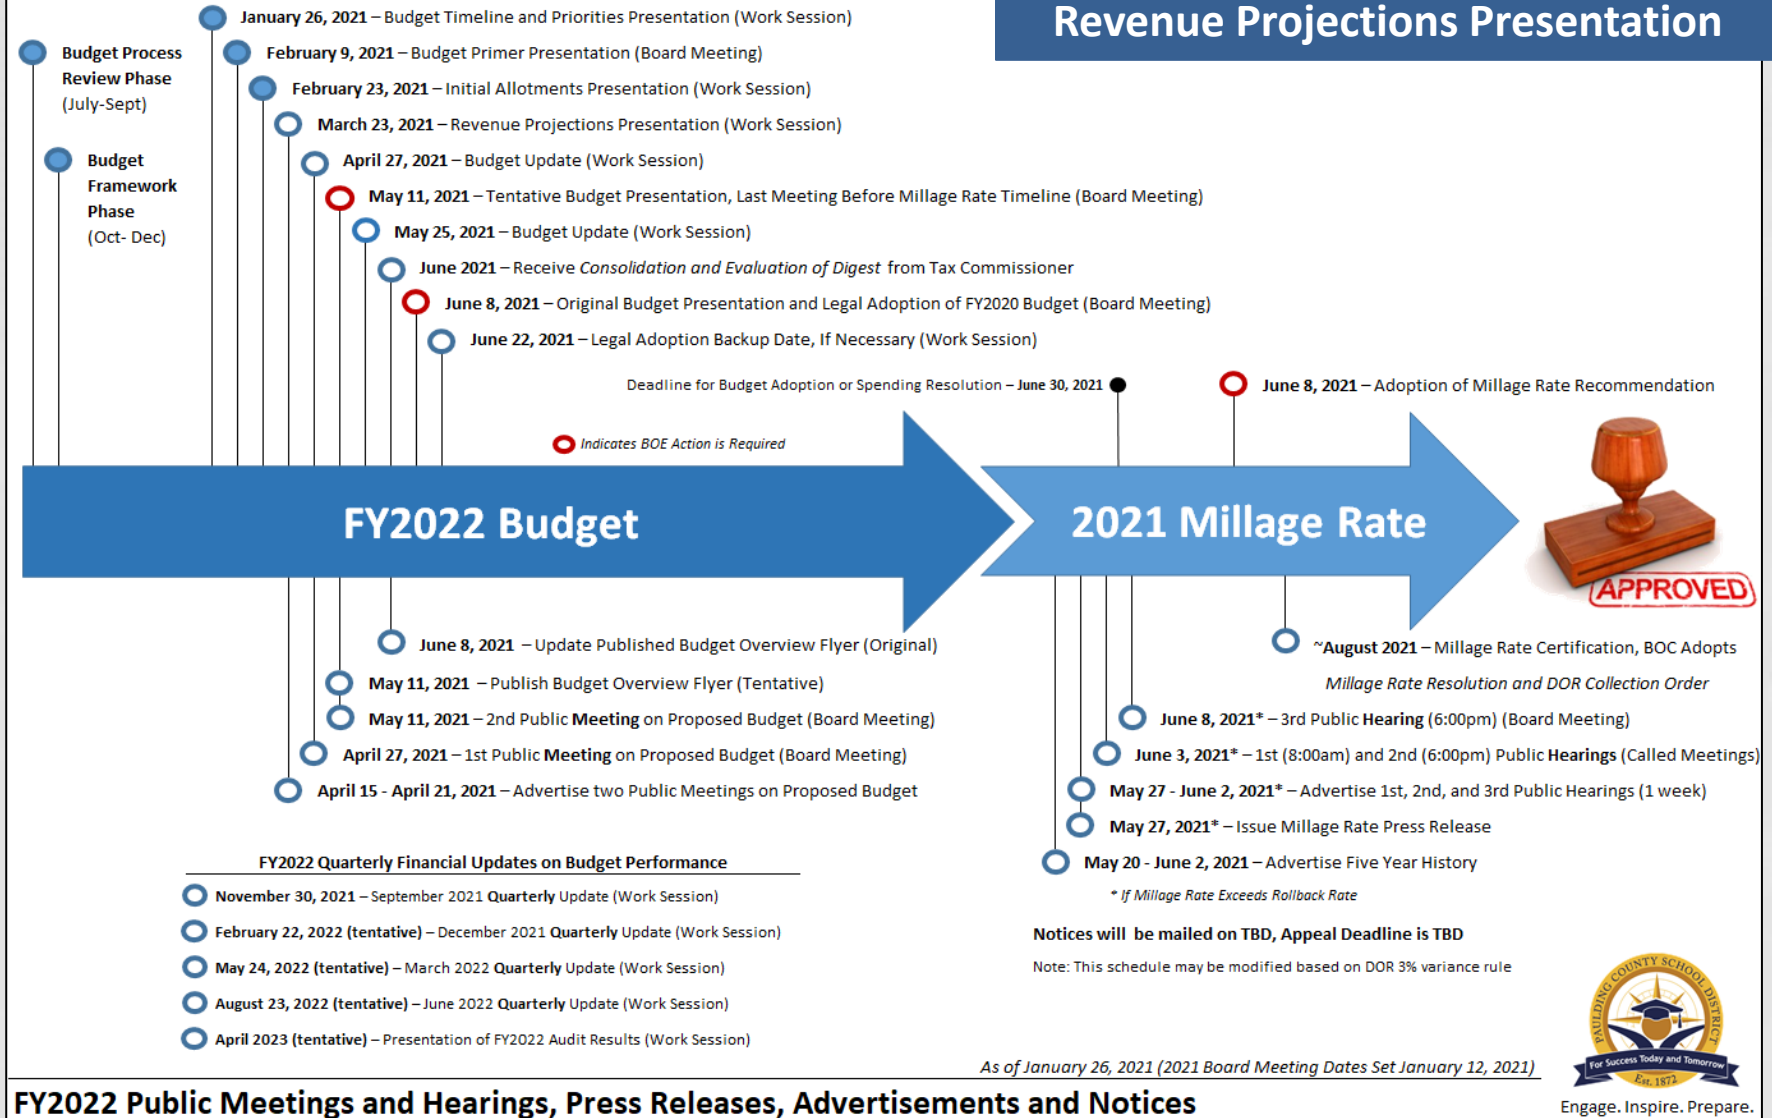 Revenue Projections Presentation
January 26, 2021 – Budget Timeline and Priorities Presentation (Work Session)
Budget Process
Review Phase
(July-Sept)
February 9, 2021 – Budget Primer Presentation (Board Meeting)
February 23, 2021 – Initial Allotments Presentation (Work Session)
March 23, 2021 – Revenue Projections Presentation (Work Session)
Budget
Framework
Phase
(Oct- Dec)
April 27, 2021 – Budget Update (Work Session)
May 11, 2021 – Tentative Budget Presentation, Last Meeting Before Millage Rate Timeline (Board Meeting)
May 25, 2021 – Budget Update (Work Session)
June 2021 – Receive Consolidation and Evaluation of Digest from Tax Commissioner
June 8, 2021 – Original Budget Presentation and Legal Adoption of FY2020 Budget (Board Meeting)
June 22, 2021 – Legal Adoption Backup Date, If Necessary (Work Session)
Deadline for Budget Adoption or Spending Resolution – June 30, 2021
June 8, 2021 – Adoption of Millage Rate Recommendation
Indicates BOE Action is Required
FY2022 Budget
2021 Millage Rate
APPROVED
June 8, 2021 – Update Published Budget Overview Flyer (Original)
May 11, 2021 – Publish Budget Overview Flyer (Tentative)
May 11, 2021 – 2nd Public Meeting on Proposed Budget (Board Meeting)
April 27, 2021 – 1st Public Meeting on Proposed Budget (Board Meeting)
April 15 - April 21, 2021 – Advertise two Public Meetings on Proposed Budget
~August 2021 – Millage Rate Certification, BOC Adopts
Millage Rate Resolution and DOR Collection Order
June 8, 2021* – 3rd Public Hearing (6:00pm) (Board Meeting)
June 3, 2021* – 1st (8:00am) and 2nd (6:00pm) Public Hearings (Called Meetings)
May 27 - June 2, 2021* – Advertise 1st, 2nd, and 3rd Public Hearings (1 week)
May 27, 2021* – Issue Millage Rate Press Release
May 20 - June 2, 2021 – Advertise Five Year History
* If Millage Rate Exceeds Rollback Rate
Notices will be mailed on TBD, Appeal Deadline is TBD
Note: This schedule may be modified based on DOR 3% variance rule
FY2022 Quarterly Financial Updates on Budget Performance
November 30, 2021 – September 2021 Quarterly Update (Work Session)
February 22, 2022 (tentative) – December 2021 Quarterly Update (Work Session)
May 24, 2022 (tentative) – March 2022 Quarterly Update (Work Session)
August 23, 2022 (tentative) – June 2022 Quarterly Update (Work Session)
April 2023 (tentative) – Presentation of FY2022 Audit Results (Work Session)
As of January 26, 2021 (2021 Board Meeting Dates Set January 12, 2021)
PAULDING COUNTY SCHOOL DISTRICT
For Success Today and Tomorrow
Est. 1872
Engage. Inspire. Prepare.
FY2022 Public Meetings and Hearings, Press Releases, Advertisements and Notices